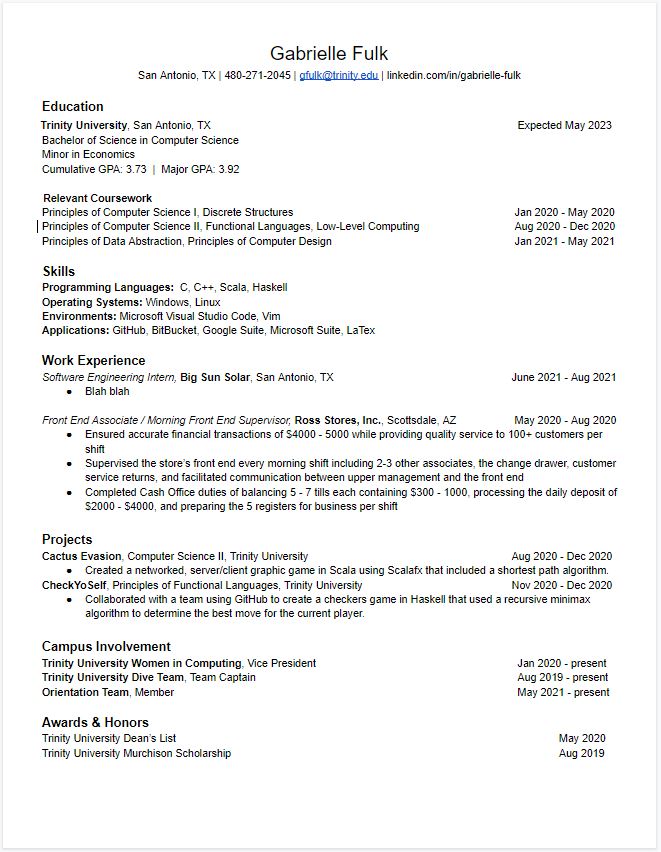 Gabrielle Fulk
San Antonio, TX | 480-271-2045 | gfulk@trinity.edu | linkedin.com/in/gabrielle-fulk
Education
Trinity University, San Antonio, TX Expected May 2023
Bachelor of Science in Computer Science
Minor in Economics
Cumulative GPA: 3.73 | Major GPA: 3.92
Relevant Coursework
Principles of Computer Science I, Discrete Structures Jan 2020 - May 2020
Principles of Computer Science II, Functional Languages, Low-Level Computing Aug 2020 - Dec 2020
Principles of Data Abstraction, Principles of Computer Design Jan 2021 - May 2021
Skills
Programming Languages: C, C++, Scala, Haskell
Operating Systems: Windows, Linux
Environments: Microsoft Visual Studio Code, Vim
Applications: GitHub, BitBucket, Google Suite, Microsoft Suite, LaTex
Work Experience
Software Engineering Intern, Big Sun Solar, San Antonio, TX June 2021 - Aug 2021
● Blah blah
Front End Associate / Morning Front End Supervisor, Ross Stores, Inc., Scottsdale, AZ May 2020 - Aug 2020
● Ensured accurate financial transactions of $4000 - 5000 while providing quality service to 100+ customers per
shift
● Supervised the store's front end every morning shift including 2-3 other associates, the change drawer, customer
service returns, and facilitated communication between upper management and the front end
● Completed Cash Office duties of balancing 5 - 7 tills each containing $300 - 1000, processing the daily deposit of
$2000 - $4000, and preparing the 5 registers for business per shift
Projects
Cactus Evasion, Computer Science II, Trinity University Aug 2020 - Dec 2020
● Created a networked, server/client graphic game in Scala using Scalafx that included a shortest path algorithm.
CheckYoSelf, Principles of Functional Languages, Trinity University Nov 2020 - Dec 2020
● Collaborated with a team using GitHub to create a checkers game in Haskell that used a recursive minimax
algorithm to determine the best move for the current player.
Campus Involvement
Trinity University Women in Computing, Vice President Jan 2020 - present
Trinity University Dive Team, Team Captain Aug 2019 - present
Orientation Team, Member May 2021 - present
Awards & Honors
Trinity University Dean's List May 2020
Trinity University Murchison Scholarship Aug 2019